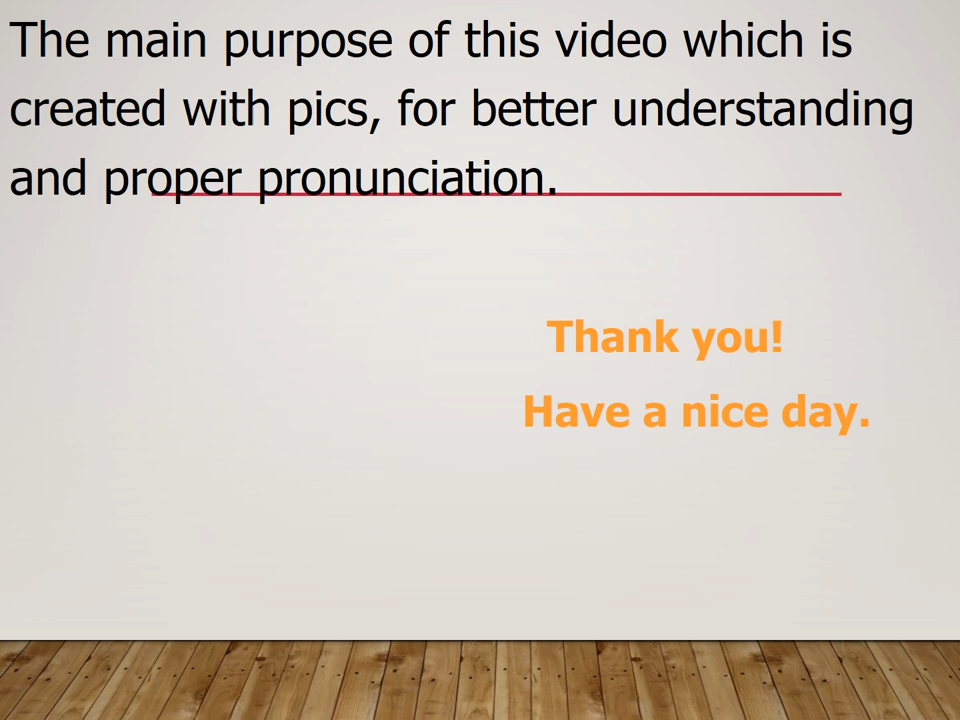 The main purpose of this video which is
created with pics, for better understanding
and proper pronunciation.
Thank you!
Have a nice day.